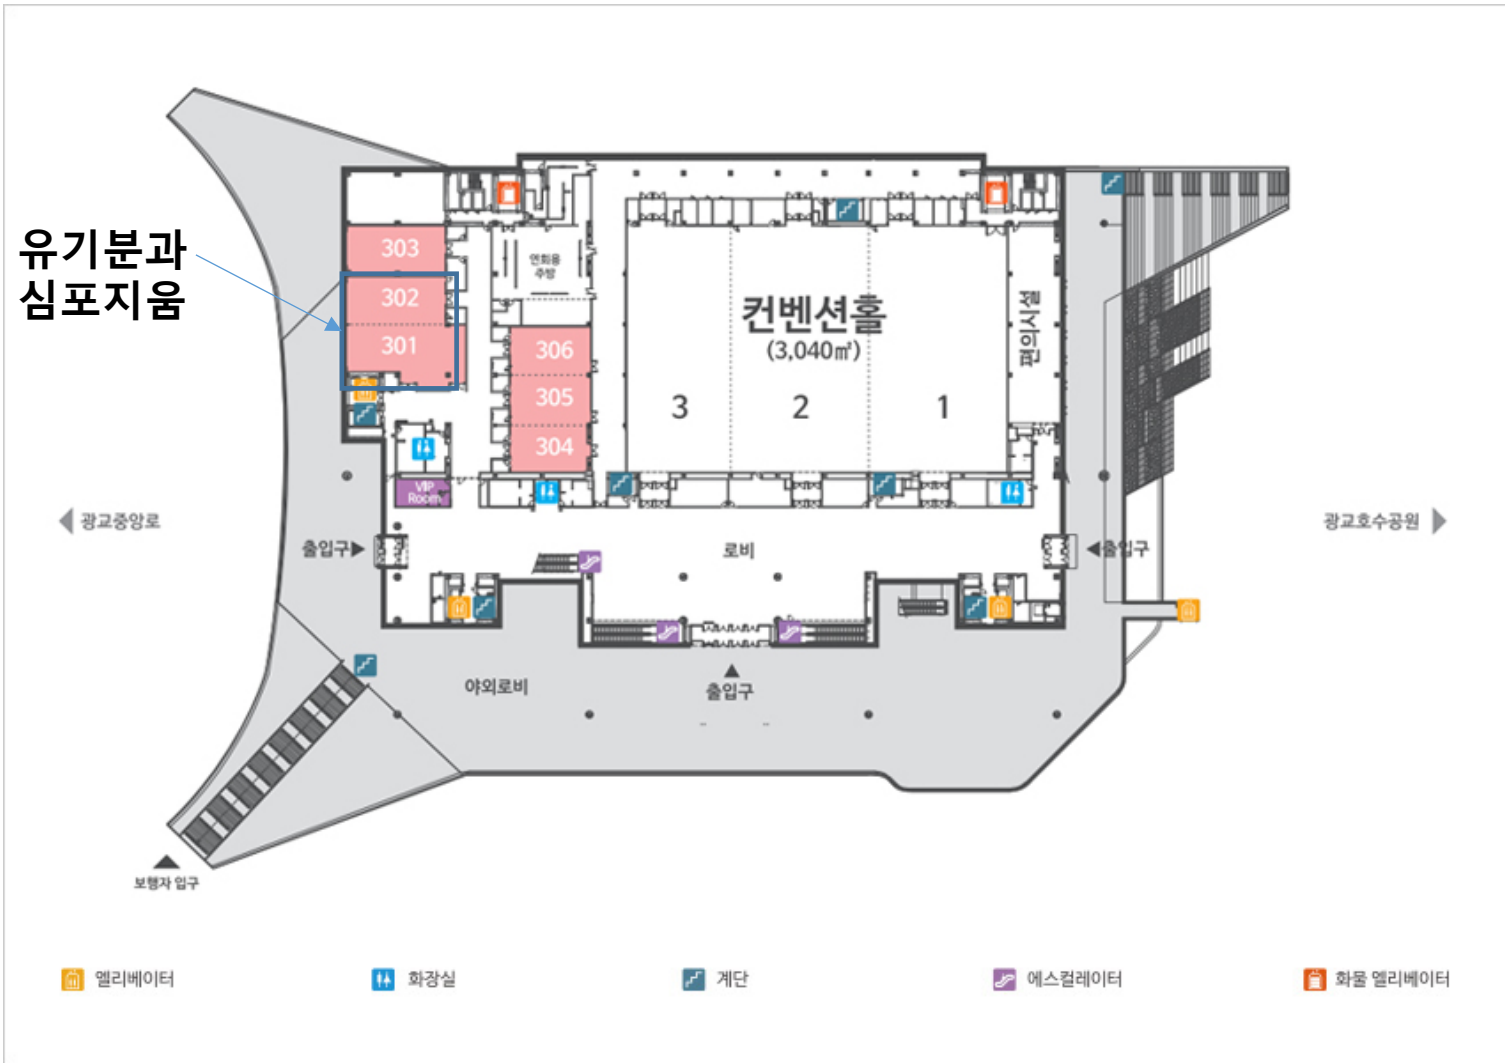 유기분과
심포지움
303
302
301
연회용
주방
306
305
304
VIP
Room
컨벤션홀
(3,040㎡)
3
2
1
편의시설
광교중앙로
출입구
로비
출입구
광교호수공원
야외로비
출입구
보행자 입구
엘리베이터
화장실
계단
에스컬레이터
화물 엘리베이터